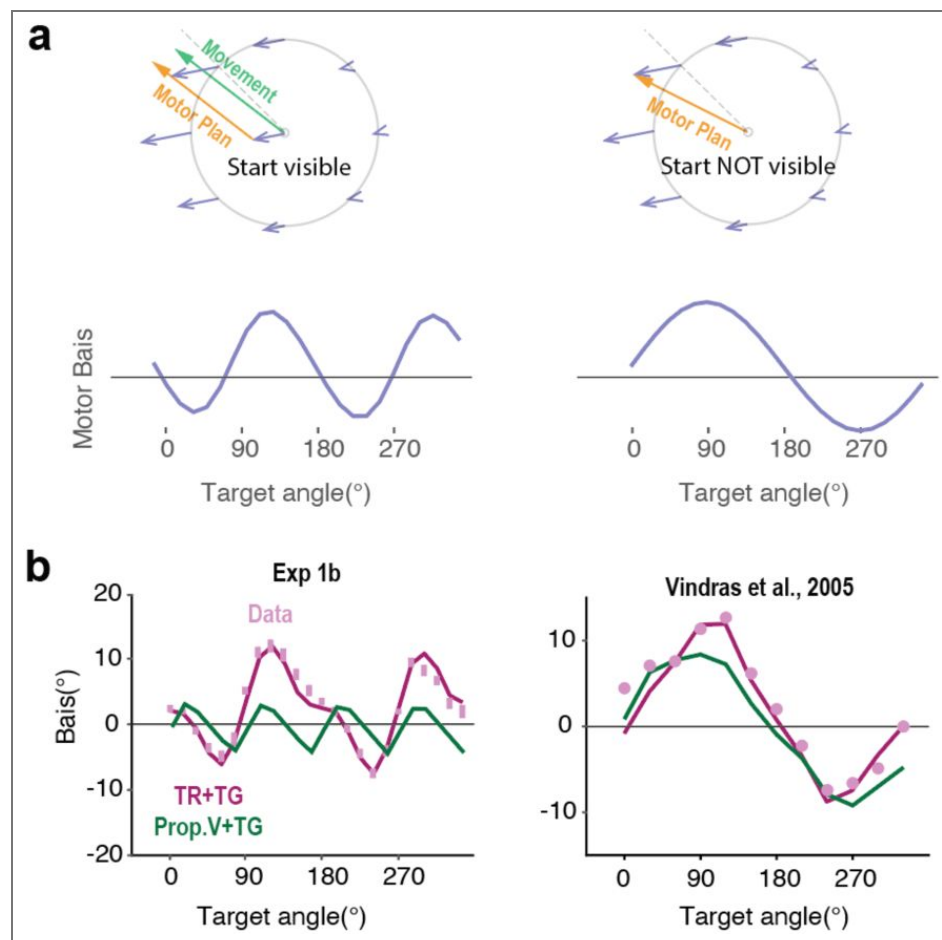 a
Movement
Motor Plan
Start visible
Motor Plan
Start NOT visible
Motor Bais
0 90 180 270
Target angle(°)
0 90 180 270
Target angle(°)
b
Exp 1b
Data
Bais(°)
20
10
0
-10
-20
TR+TG
Prop.V+TG
0 90 180 270
Target angle(°)
Vindras et al., 2005
10
0
-10
0 90 180 270
Target angle(°)